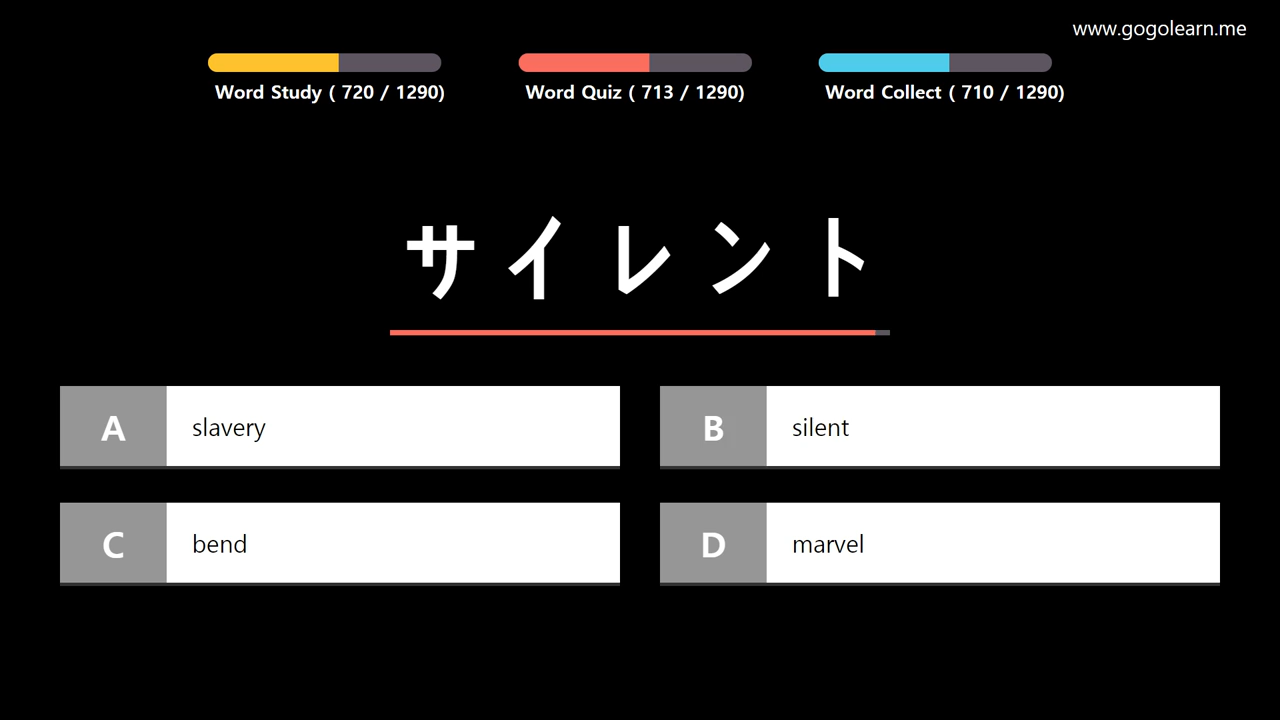 www.gogolearn.me
Word Study ( 720 / 1290)
Word Quiz ( 713 / 1290)
Word Collect ( 710 / 1290)
サイレント
A
slavery
B
silent
C
bend
D
marvel